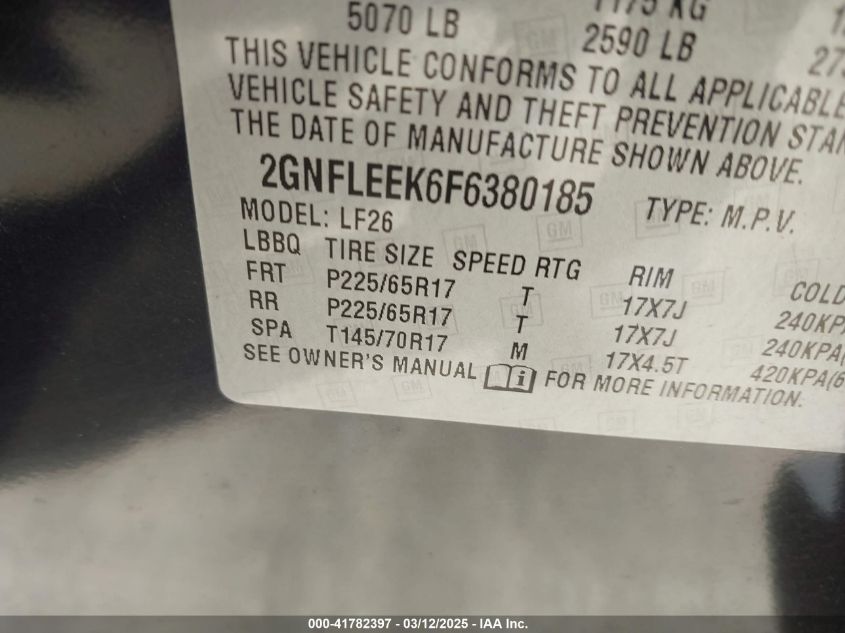 5070 LB 1175 KG
2590 LB
THIS VEHICLE CONFORMS TO ALL APPLICABLE
VEHICLE SAFETY AND THEFT PREVENTION
THE DATE OF MANUFACTURE SHOWN ABOVE.
2GNFLEEK6F6380185 TYPE: M.P.V.
MODEL: LF26
LBBQ TIRE SIZE SPEED RTG RIM COLD
FRT P225/65R17 T 17X7J 240KPA
RR P225/65R17 T 17X7J 240KPA(
SPA T145/70R17 M 17X4.5T 420KPA(6
SEE OWNER'S MANUAL i FOR MORE INFORMATION.
000-41782397 - 03/12/2025 - IAA Inc.